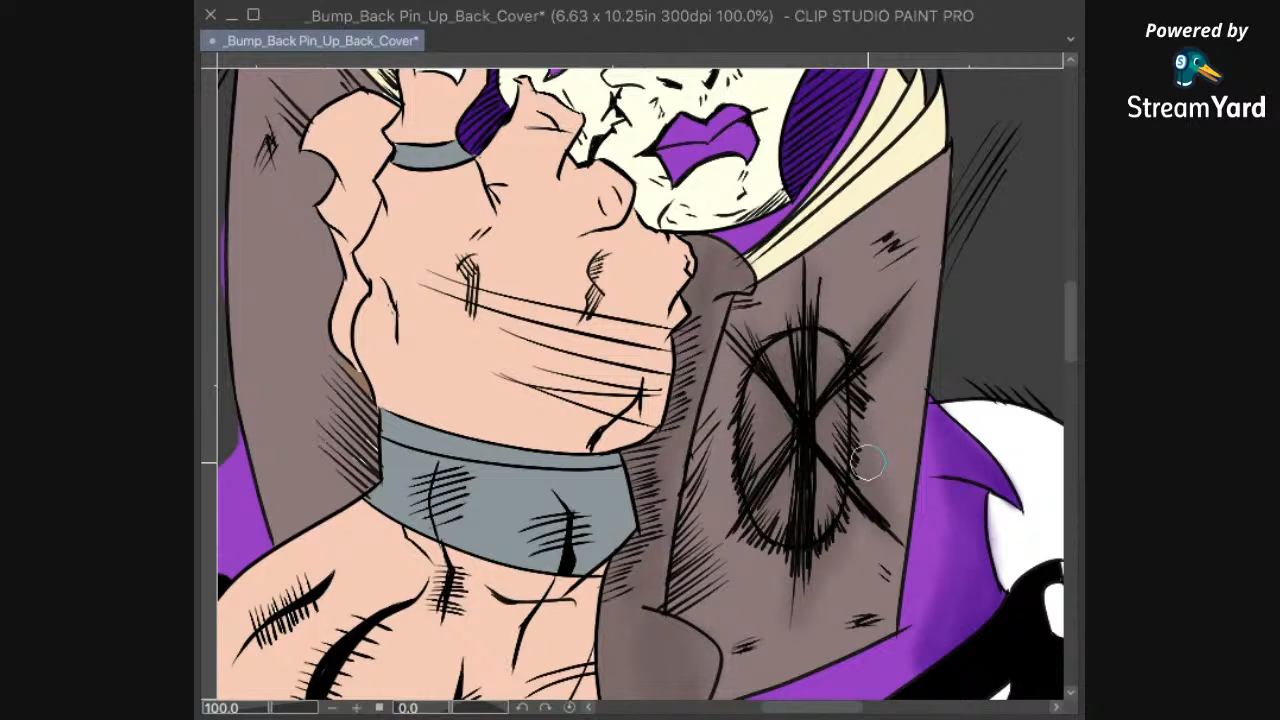 _Bump_Back Pin_Up_Back_Cover* (6.63 x 10.25in 300dpi 100.0%) - CLIP STUDIO PAINT PRO
_Bump_Back Pin_Up_Back_Cover*
Powered by
StreamYard
100.0
0.0